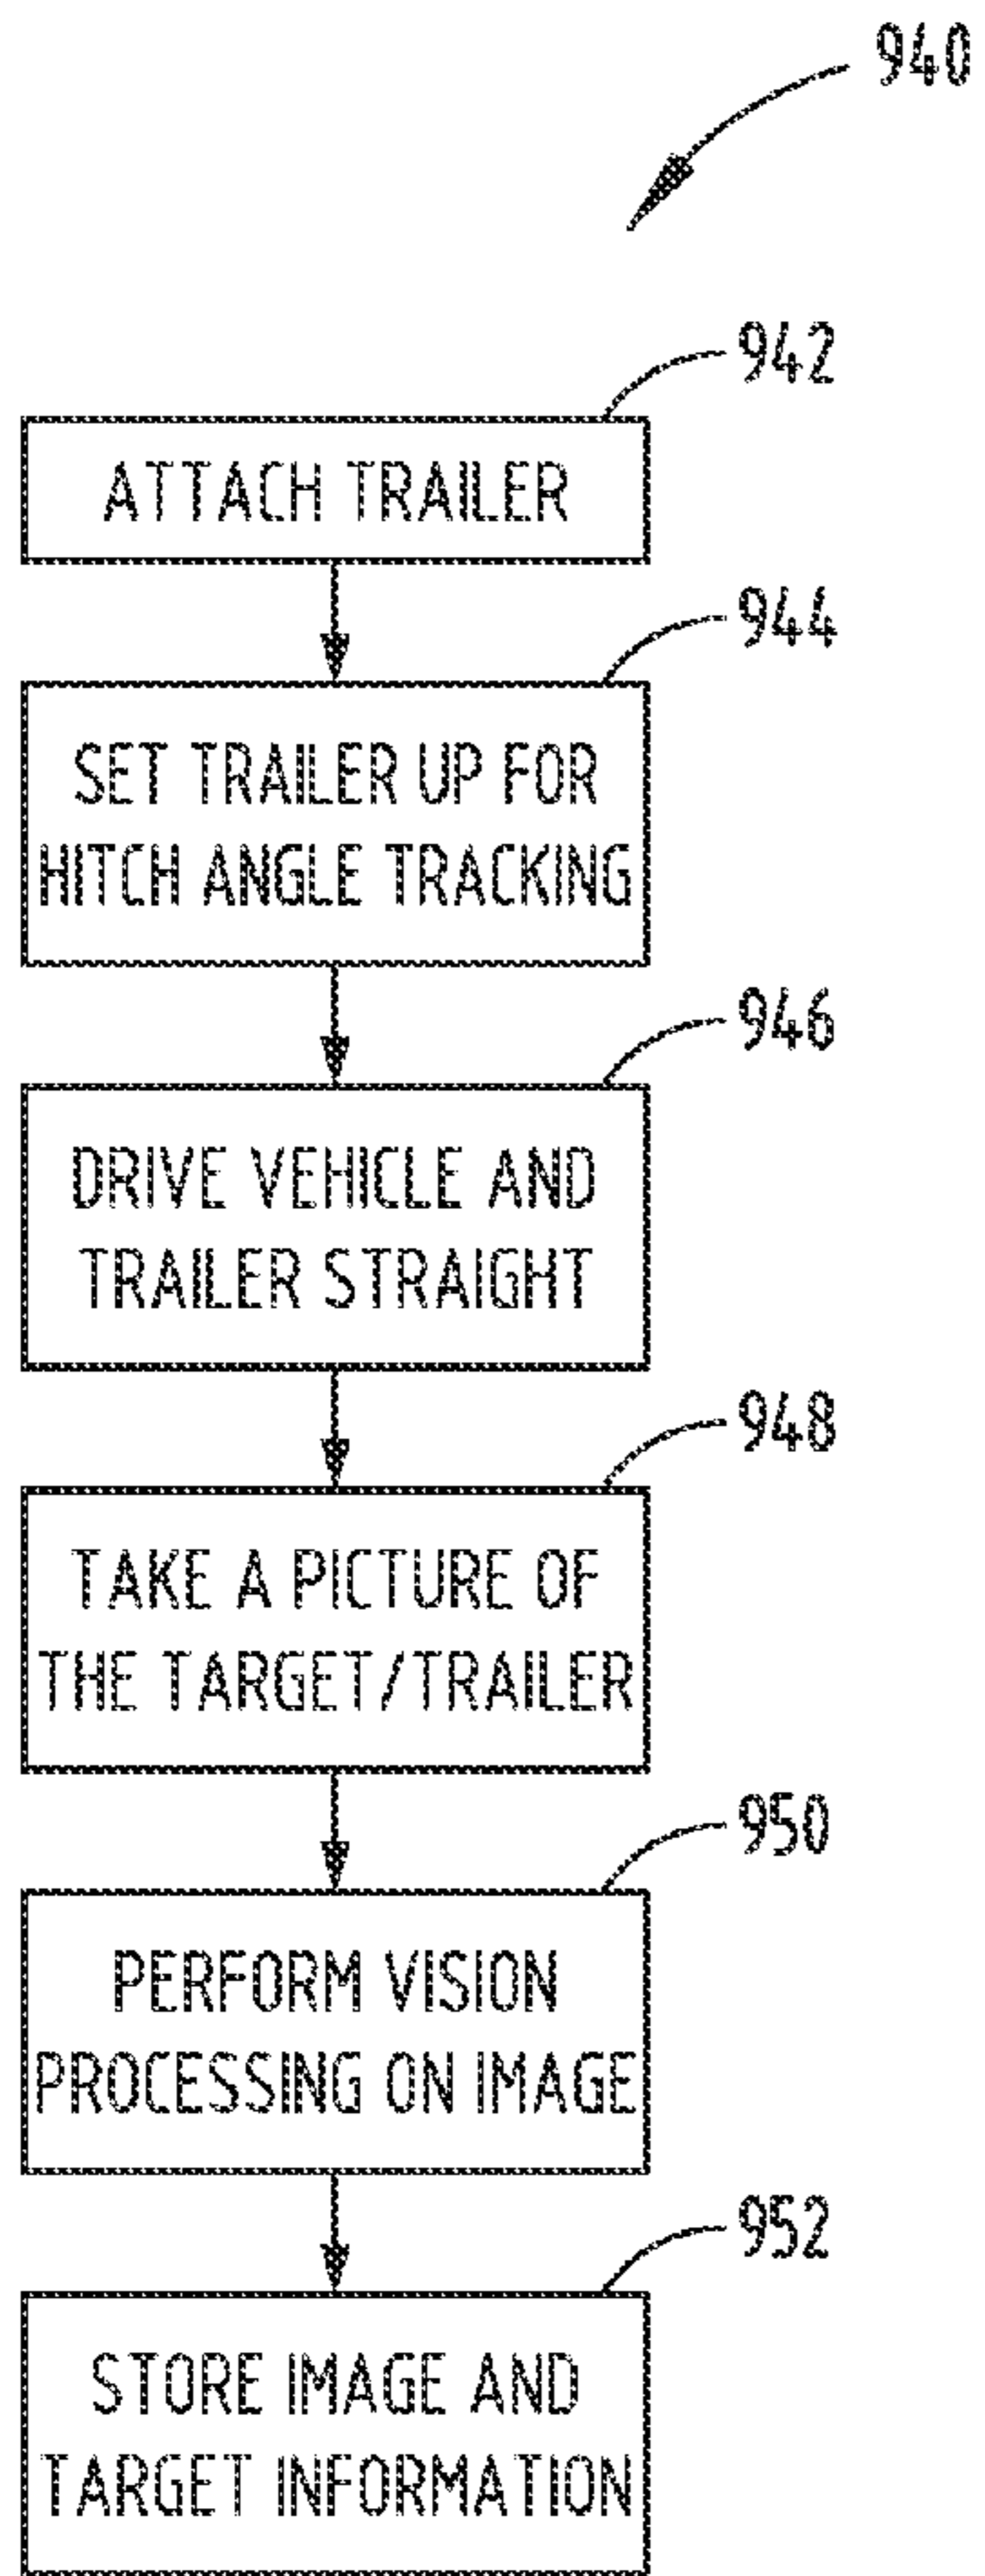 940
942
ATTACH TRAILER
944
SET TRAILER UP FOR
HITCH ANGLE TRACKING
946
DRIVE VEHICLE AND
TRAILER STRAIGHT
948
TAKE A PICTURE OF
THE TARGET/TRAILER
950
PERFORM VISION
PROCESSING ON IMAGE
952
STORE IMAGE AND
TARGET INFORMATION